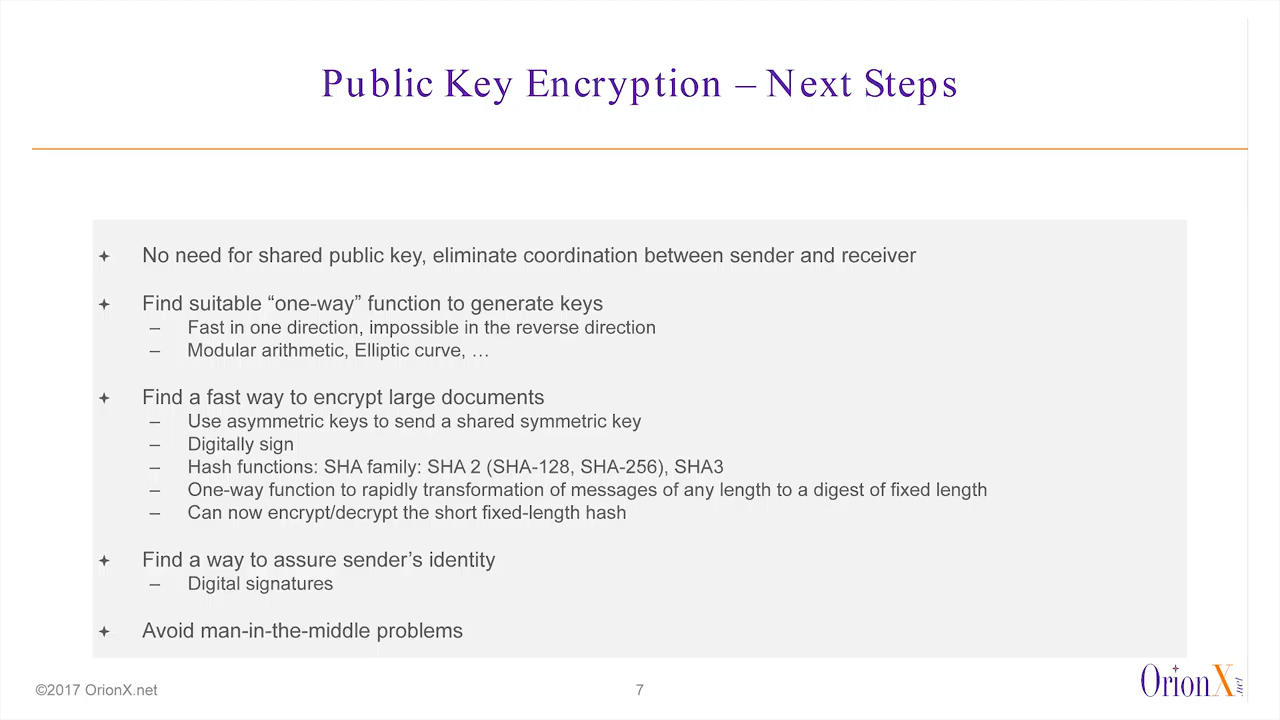 Public Key Encryption – Next Steps
No need for shared public key, eliminate coordination between sender and receiver
Find suitable “one-way” function to generate keys
– Fast in one direction, impossible in the reverse direction
– Modular arithmetic, Elliptic curve, …
Find a fast way to encrypt large documents
– Use asymmetric keys to send a shared symmetric key
– Digitally sign
– Hash functions: SHA family: SHA 2 (SHA-128, SHA-256), SHA3
– One-way function to rapidly transformation of messages of any length to a digest of fixed length
– Can now encrypt/decrypt the short fixed-length hash
Find a way to assure sender’s identity
– Digital signatures
Avoid man-in-the-middle problems
©2017 OrionX.net
7
OrionX.net